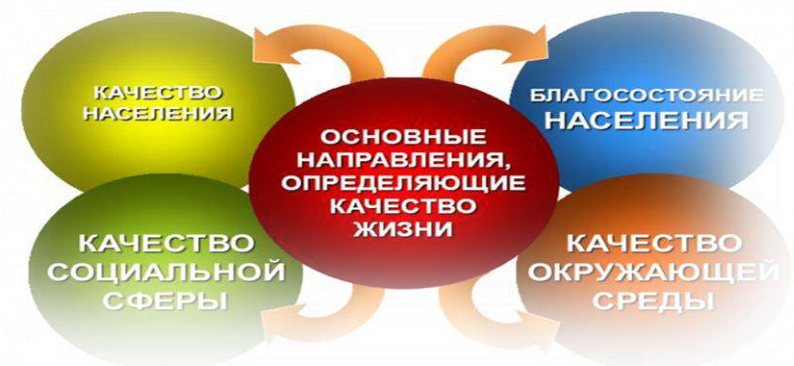 КАЧЕСТВО
НАСЕЛЕНИЯ
БЛАГОСОСТОЯНИЕ
НАСЕЛЕНИЯ
ОСНОВНЫЕ
НАПРАВЛЕНИЯ,
ОПРЕДЕЛЯЮЩИЕ
КАЧЕСТВО
ЖИЗНИ
КАЧЕСТВО
СОЦИАЛЬНОЙ
СФЕРЫ
КАЧЕСТВО
ОКРУЖАЮЩЕЙ
СРЕДЫ